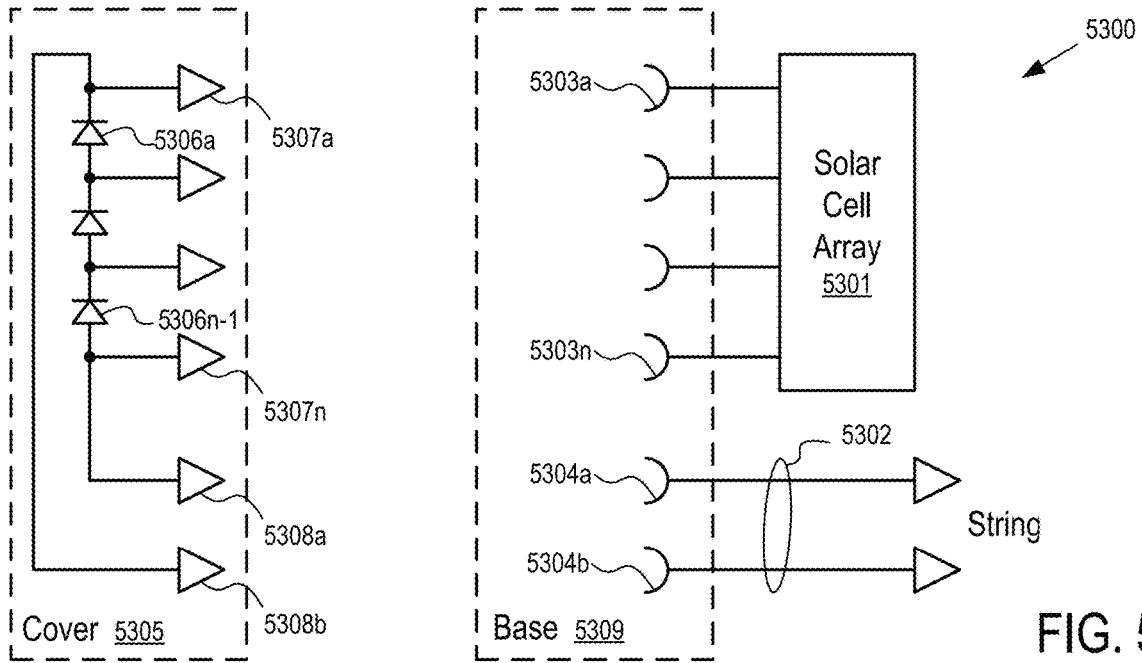 5300
5303a
5306a
5307a
Solar
Cell
Array
5301
5306n-1
5303n
5307n
5302
5304a
String
5308a
5304b
5308b
Cover 5305
Base 5309
FIG. 5